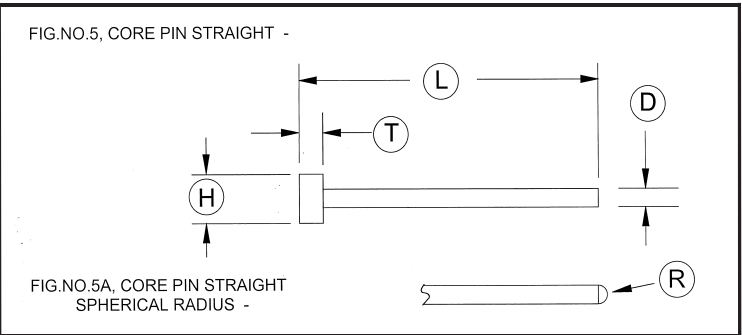 FIG.NO.5, CORE PIN STRAIGHT -
L
D
T
H
FIG.NO.5A, CORE PIN STRAIGHT
SPHERICAL RADIUS -
R